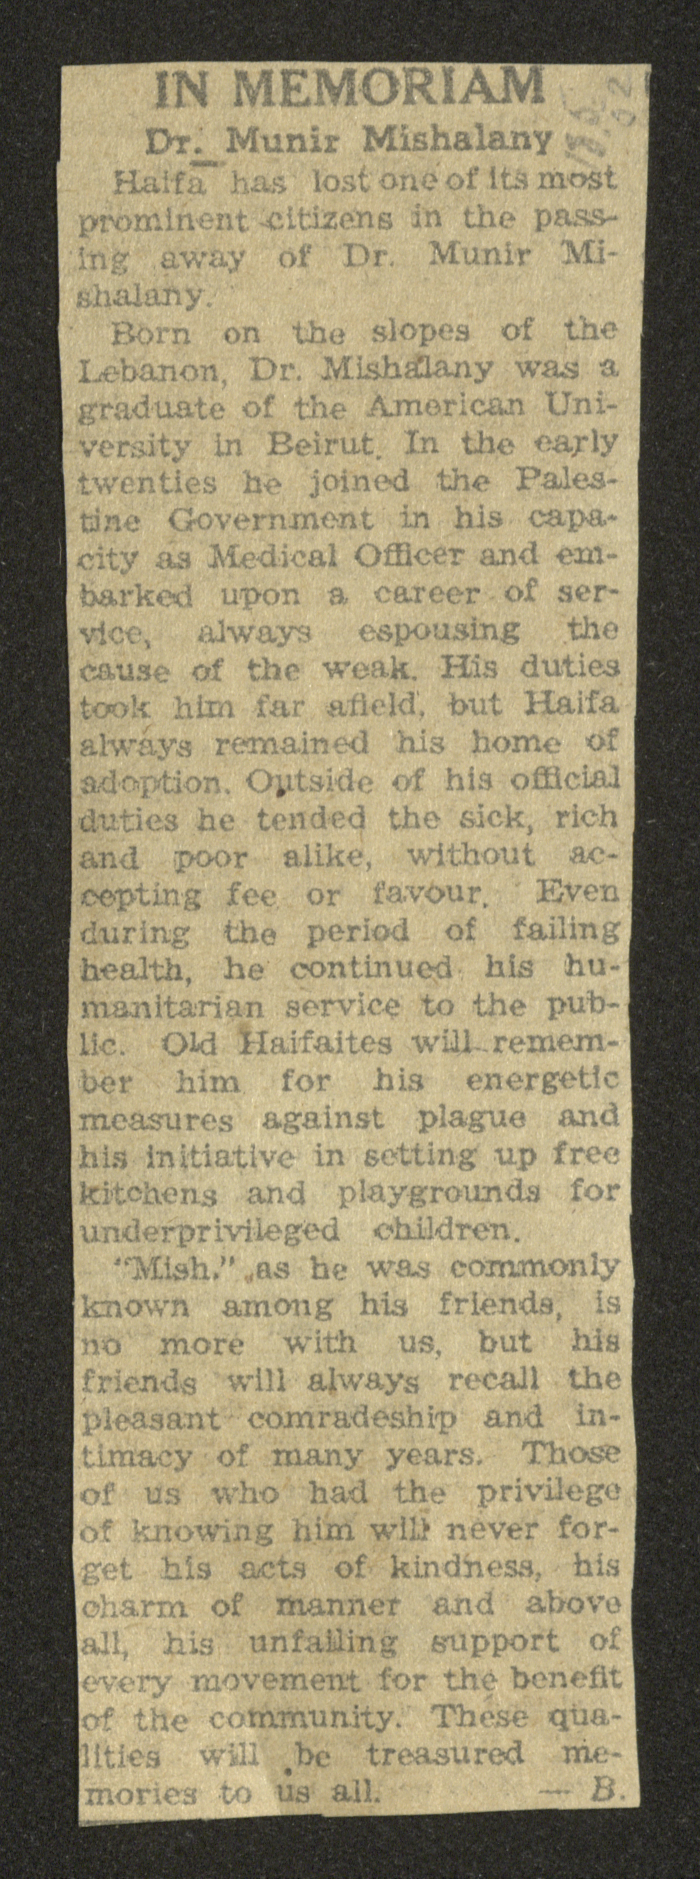 IN MEMORIAM
Dr. Munir Mishalany
Haifa has lost one of its most
prominent citizens in the pass-
ing away of Dr. Munir Mi-
shalany.
Born on the slopes of the
Lebanon, Dr. Mishalany was a
graduate of the American Uni-
versity in Beirut. In the early
twenties he joined the Pales-
tine Government in his capa-
city as Medical Officer and em-
barked upon a career of ser-
vice, always espousing the
cause of the weak. His duties
took him far afield, but Haifa
always remained his home of
adoption. Outside of his official
duties he tended the sick, rich
and poor alike, without ac-
cepting fee or favour. Even
during the period of failing
health, he continued his hu-
manitarian service to the pub-
lic. Old Haifaites will remem-
ber him for his energetic
measures against plague and
his initiative in setting up free
kitchens and playgrounds for
underprivileged children.
"Mish." as he was commonly
known among his friends, is
no more with us, but his
friends will always recall the
pleasant comradeship and in-
timacy of many years. Those
of us who had the privilege
of knowing him will never for-
get his acts of kindness, his
charm of manner and above
all, his unfailing support of
every movement for the benefit
of the community. These qua-
lities will be treasured me-
mories to us all. — B.